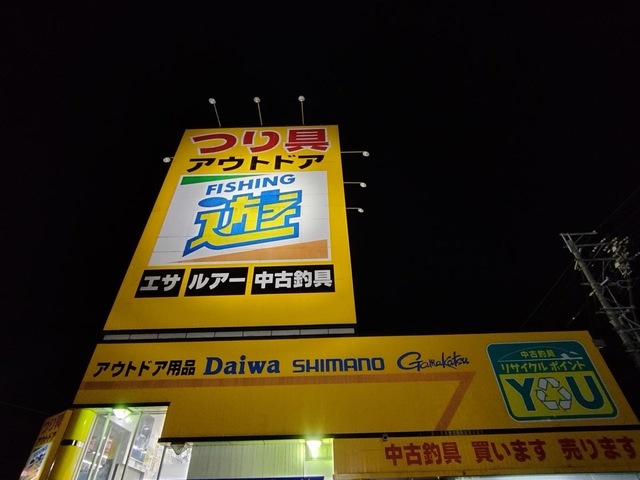 つり具
アウトドア
FISHING
遊
エサ ルアー 中古釣具
アウトドア用品 Daiwa SHIMANO Gamakatsu
中古釣具
リサイクルポイント
YOU
中古釣具 買います 売ります